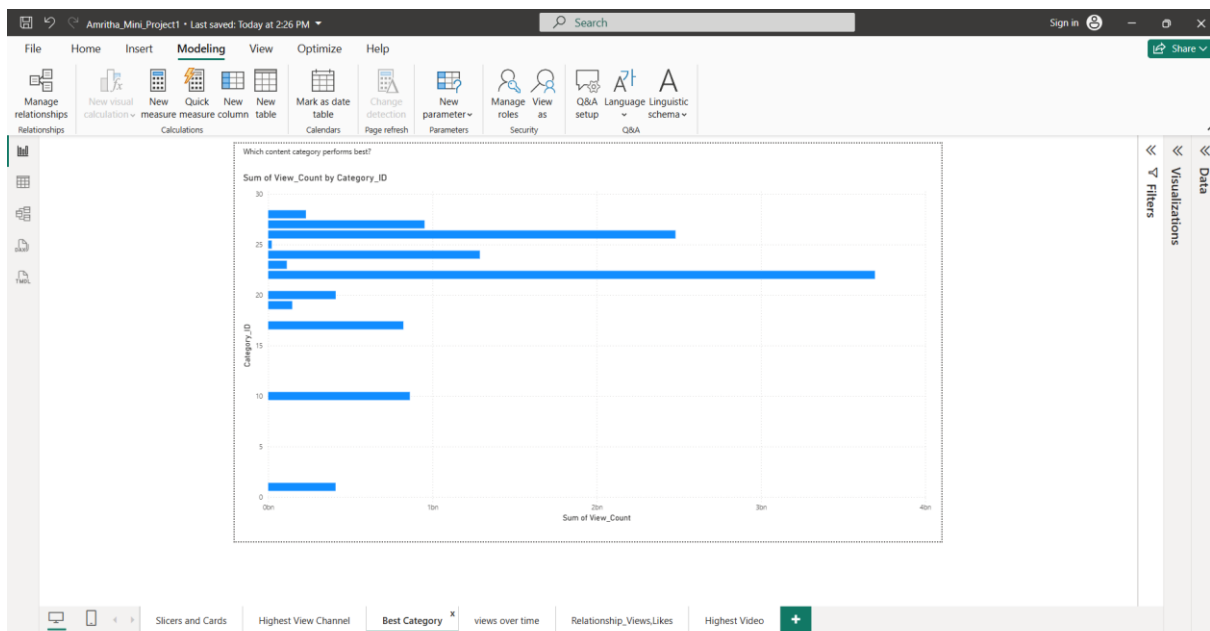 Amritha_Mini_Project1 • Last saved: Today at 2:26 PM
Search
Sign in
File Home Insert Modeling View Optimize Help
Share
Manage relationships
New visual calculation
New measure
Quick measure
New column
New table
Mark as date table
Change detection
New parameter
Manage roles
View as
Q&A setup
Language
Linguistic schema
Relationships
Calculations
Calendars
Page refresh
Parameters
Security
Q&A
Which content category performs best?
Sum of View_Count by Category_ID
30
25
20
15
10
5
0
Category_ID
0bn 1bn 2bn 3bn 4bn
Sum of View_Count
Filters
Visualizations
Data
DAX
TMDL
Slicers and Cards
Highest View Channel
Best Category x
views over time
Relationship_Views,Likes
Highest Video